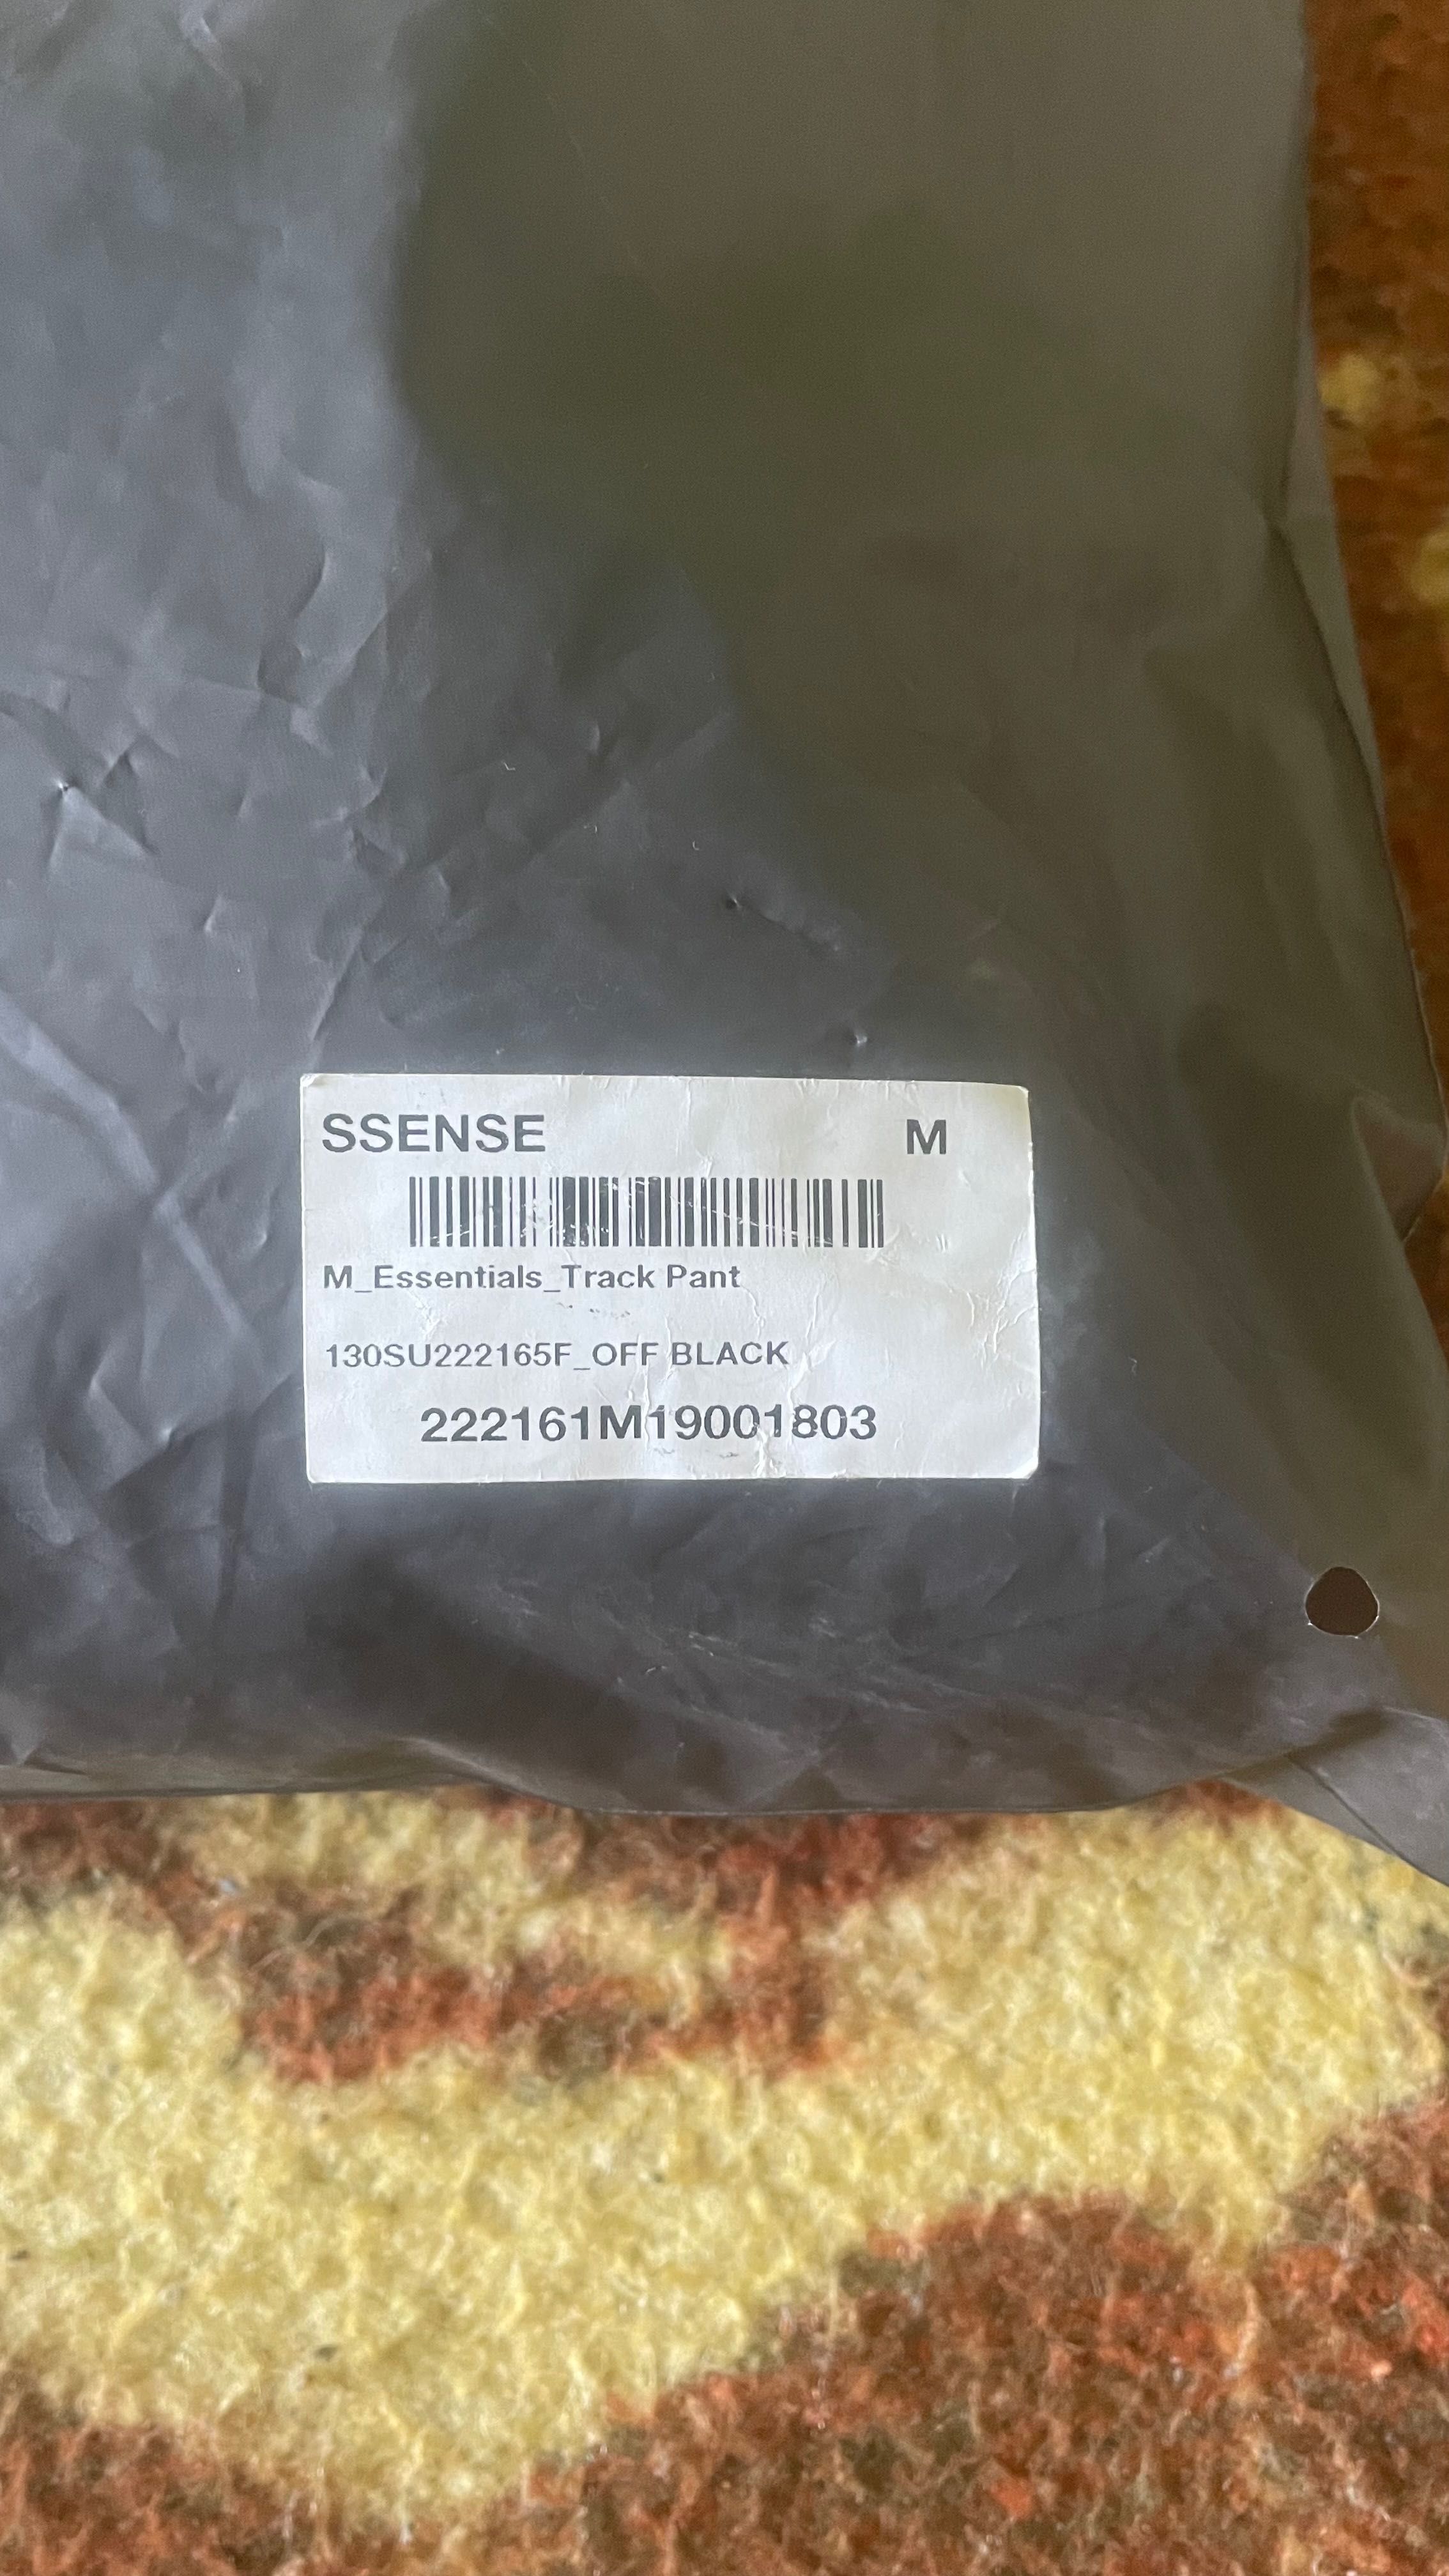 SSENSE M
M_Essentials_Track Pant
130SU222165F_OFF BLACK
222161M19001803